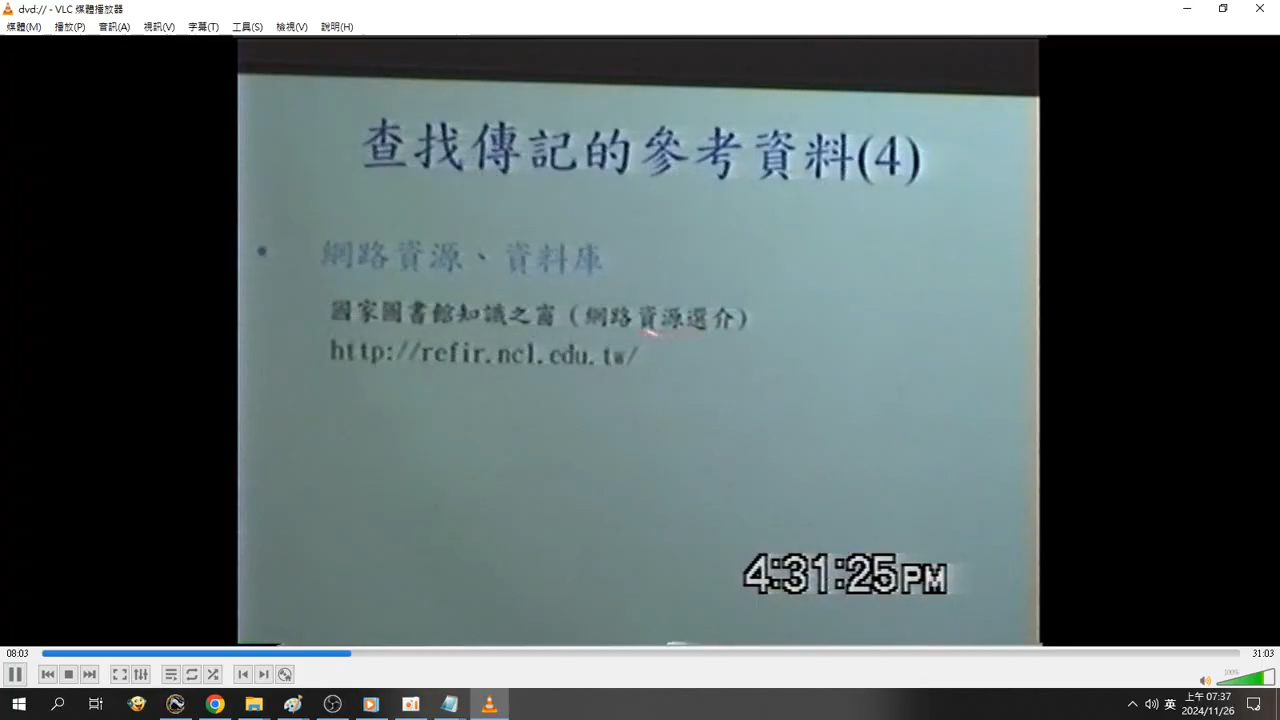 dvd:// - VLC 媒體播放器
媒體(M) 播放(P) 音訊(A) 視訊(V) 字幕(T) 工具(S) 檢視(V) 說明(H)
查找傳記的參考資料(4)
• 網路資源、資料庫
國家圖書館知識之窗（網路資源選介）
http://refir.ncl.edu.tw/
4:31:25PM
08:03
31:03
100%
英
上午 07:37
2024/11/26